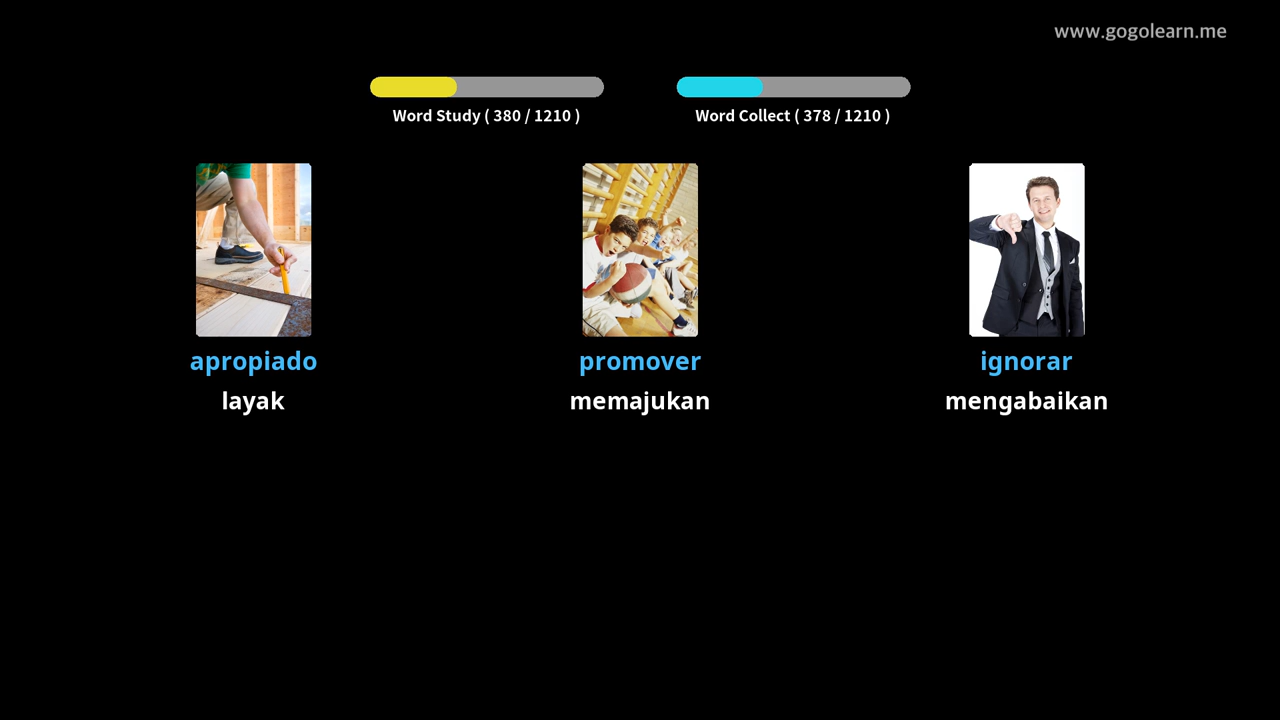 www.gogolearn.me
Word Study ( 380 / 1210 )
Word Collect ( 378 / 1210 )
apropiado
promover
ignorar
layak
memajukan
mengabaikan